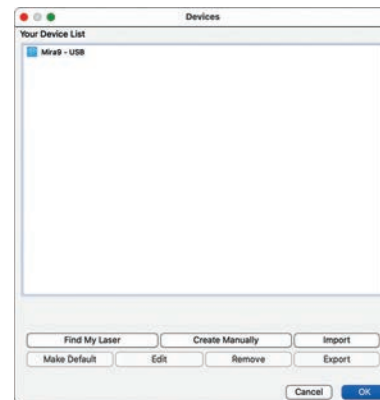 Devices
Your Device List
Mira9 - USB
Find My Laser
Create Manually
Import
Make Default
Edit
Remove
Export
Cancel
OK